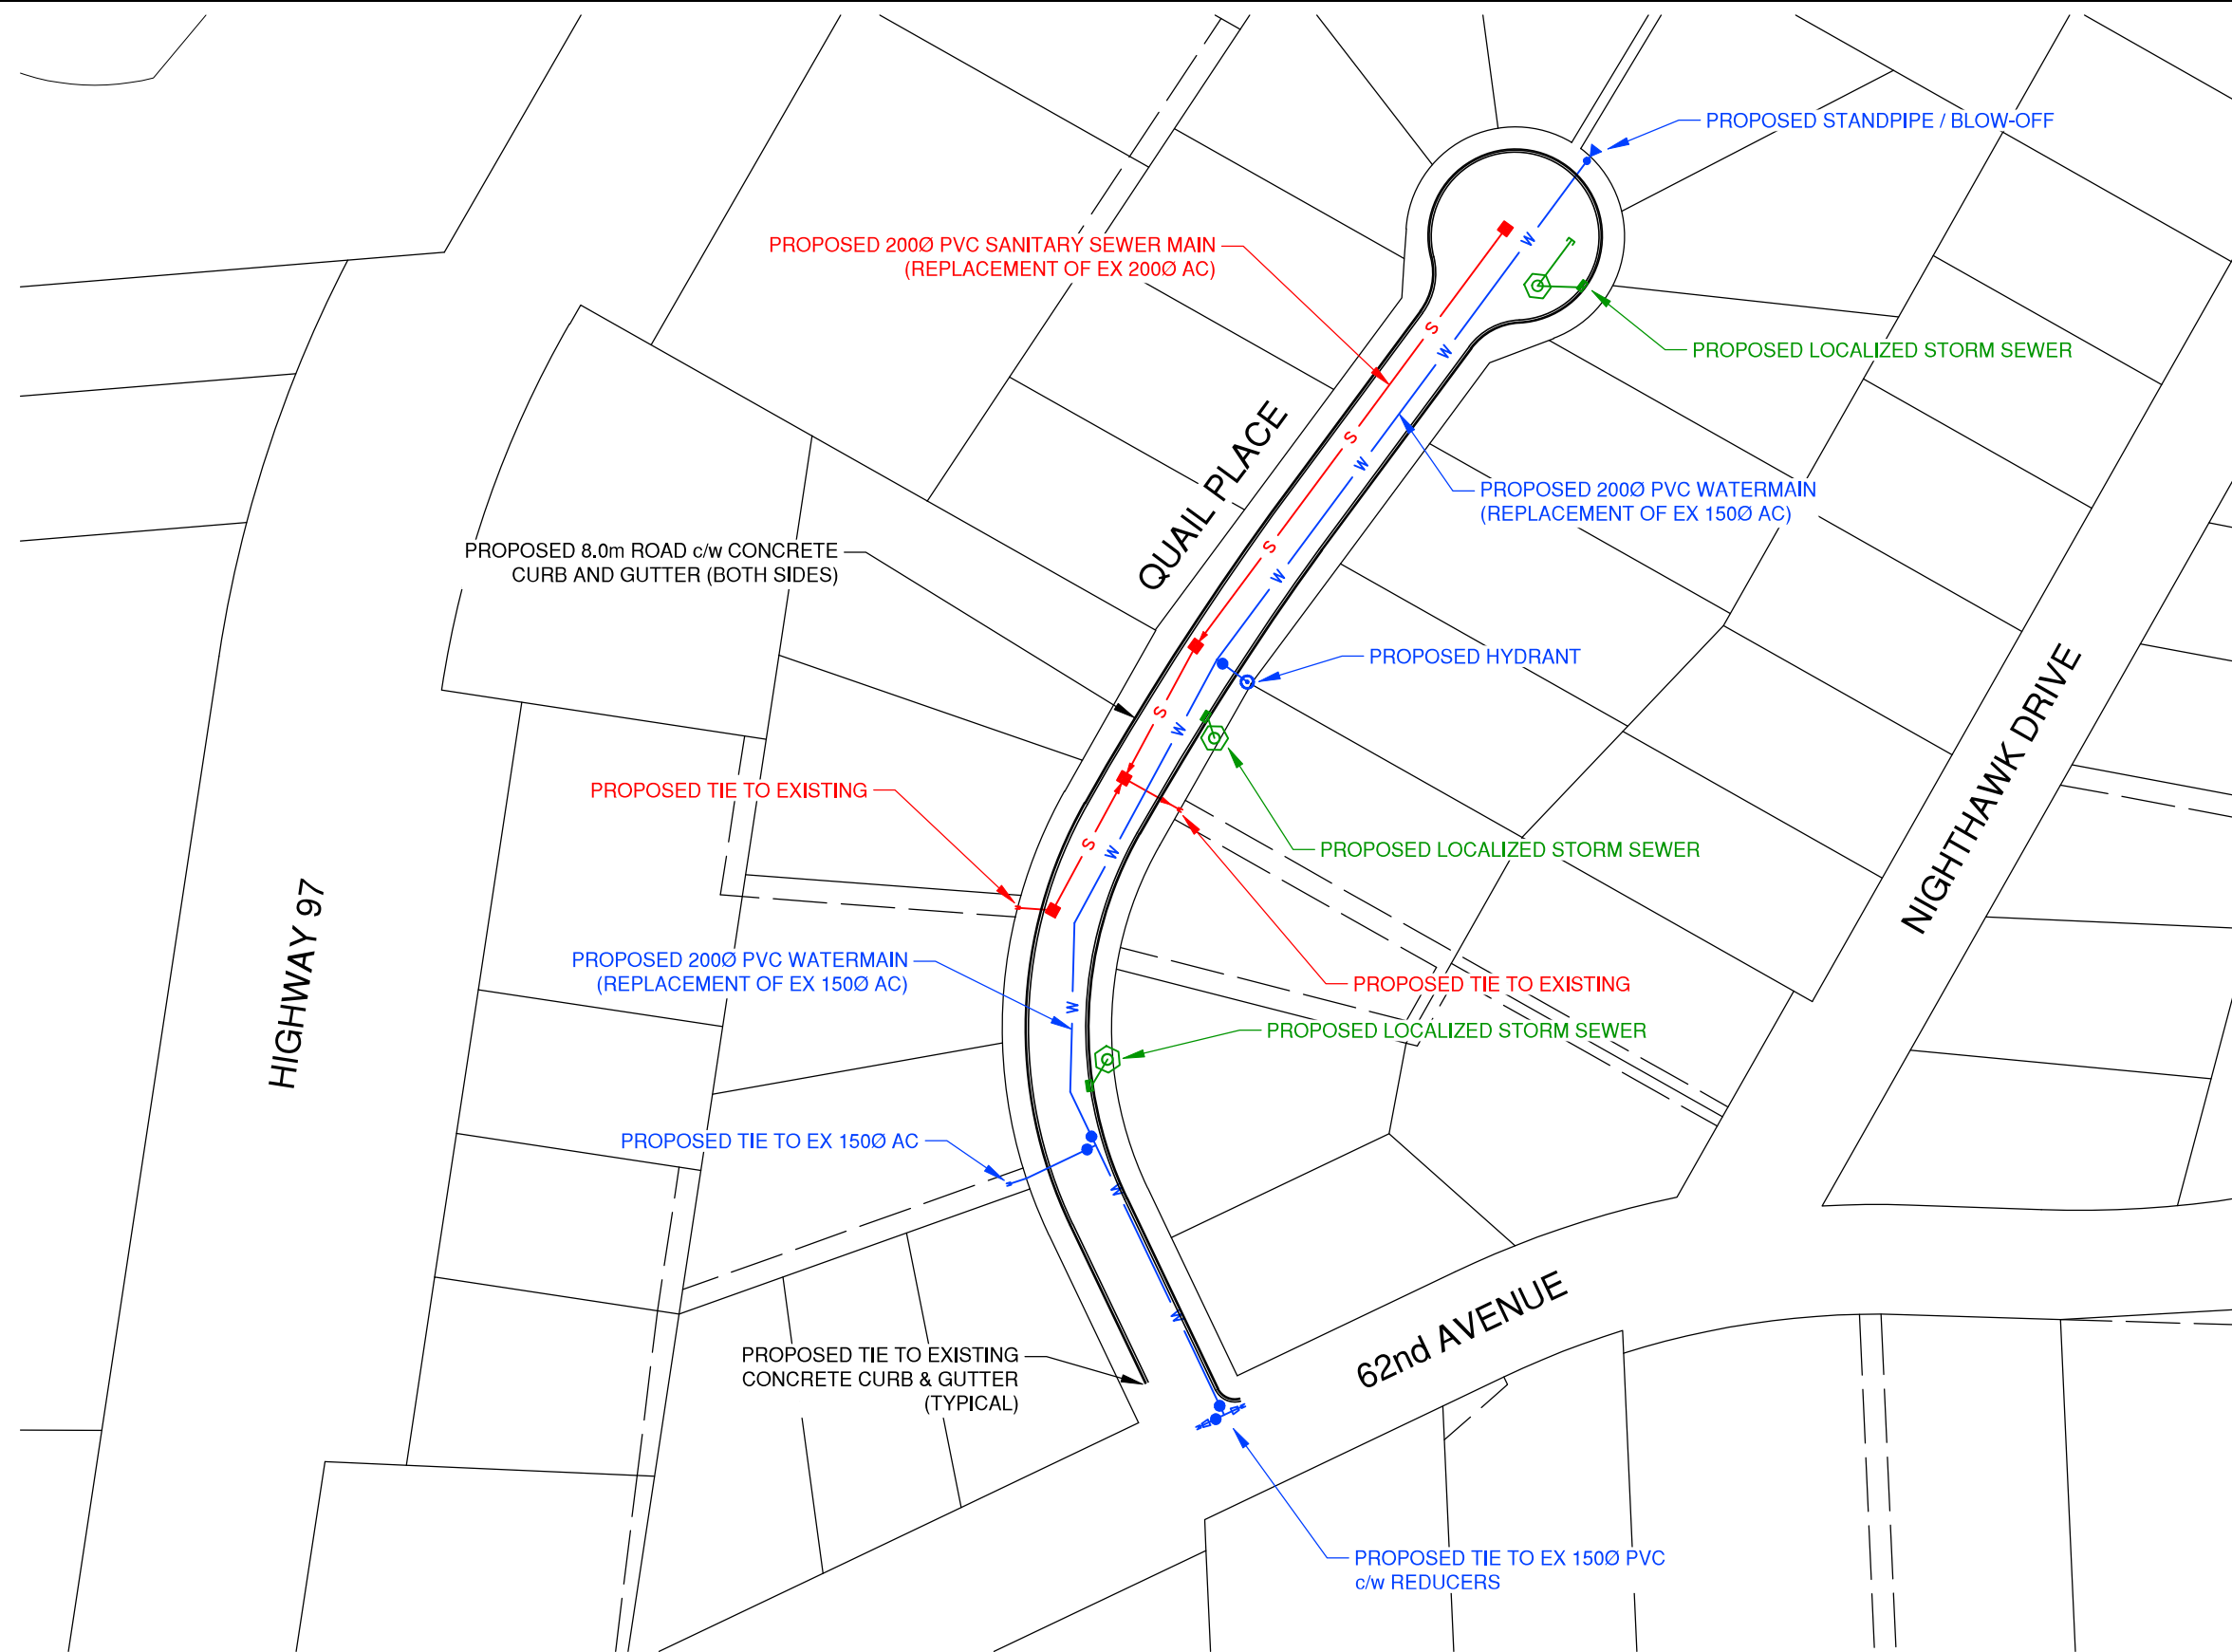 PROPOSED STANDPIPE / BLOW-OFF
PROPOSED 200Ø PVC SANITARY SEWER MAIN
(REPLACEMENT OF EX 200Ø AC)
W
S
W
PROPOSED LOCALIZED STORM SEWER
QUAIL PLACE
S
W
PROPOSED 200Ø PVC WATERMAIN
(REPLACEMENT OF EX 150Ø AC)
PROPOSED 8.0m ROAD c/w CONCRETE
CURB AND GUTTER (BOTH SIDES)
S
W
PROPOSED HYDRANT
S
W
NIGHTHAWK DRIVE
PROPOSED TIE TO EXISTING
S
W
PROPOSED LOCALIZED STORM SEWER
HIGHWAY 97
PROPOSED 200Ø PVC WATERMAIN
(REPLACEMENT OF EX 150Ø AC)
W
PROPOSED TIE TO EXISTING
PROPOSED LOCALIZED STORM SEWER
PROPOSED TIE TO EX 150Ø AC
W
W
62nd AVENUE
PROPOSED TIE TO EXISTING
CONCRETE CURB & GUTTER
(TYPICAL)
PROPOSED TIE TO EX 150Ø PVC
c/w REDUCERS